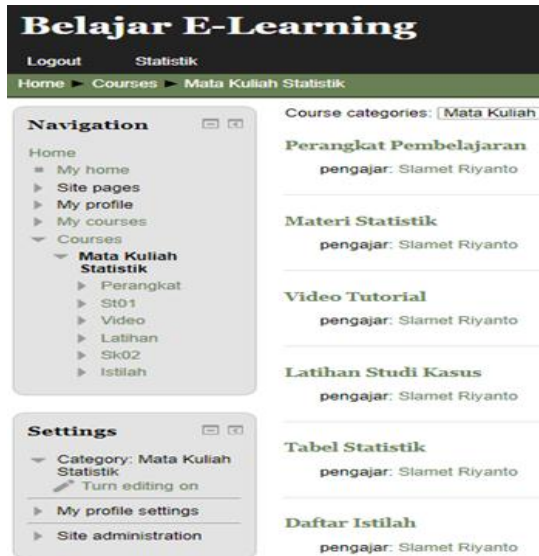 Belajar E-Learning
Logout Statistik
Home ► Courses ► Mata Kuliah Statistik
Navigation
Home
My home
Site pages
My profile
My courses
Courses
Mata Kuliah
Statistik
Perangkat
St01
Video
Latihan
Sk02
Istilah
Settings
Category: Mata Kuliah
Statistik
Turn editing on
My profile settings
Site administration
Course categories: Mata Kuliah
Perangkat Pembelajaran
pengajar: Slamet Riyanto
Materi Statistik
pengajar: Slamet Riyanto
Video Tutorial
pengajar: Slamet Riyanto
Latihan Studi Kasus
pengajar: Slamet Riyanto
Tabel Statistik
pengajar: Slamet Riyanto
Daftar Istilah
pengajar: Slamet Riyanto